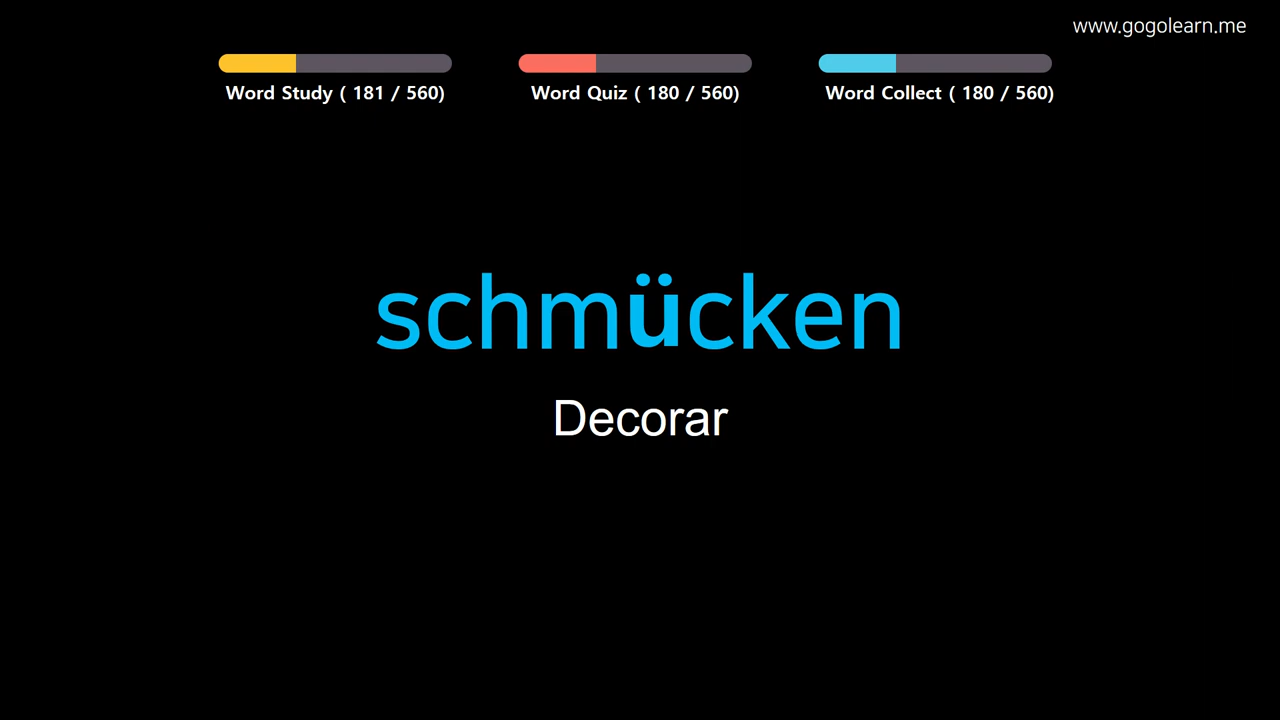 www.gogolearn.me
Word Study ( 181 / 560)
Word Quiz ( 180 / 560)
Word Collect ( 180 / 560)
schmücken
Decorar